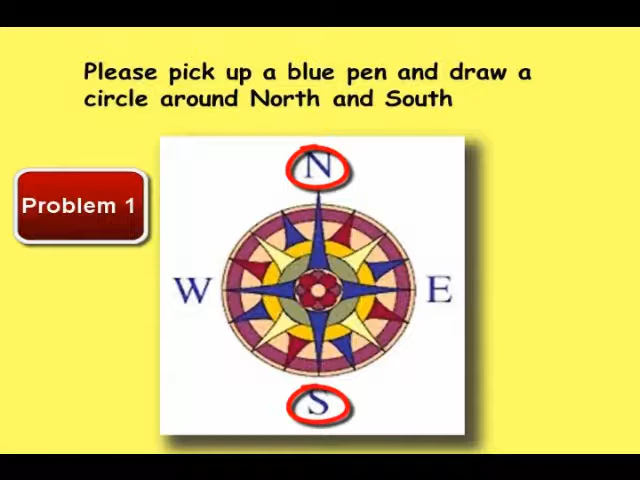 Please pick up a blue pen and draw a
circle around North and South
Problem 1
N
W
E
S